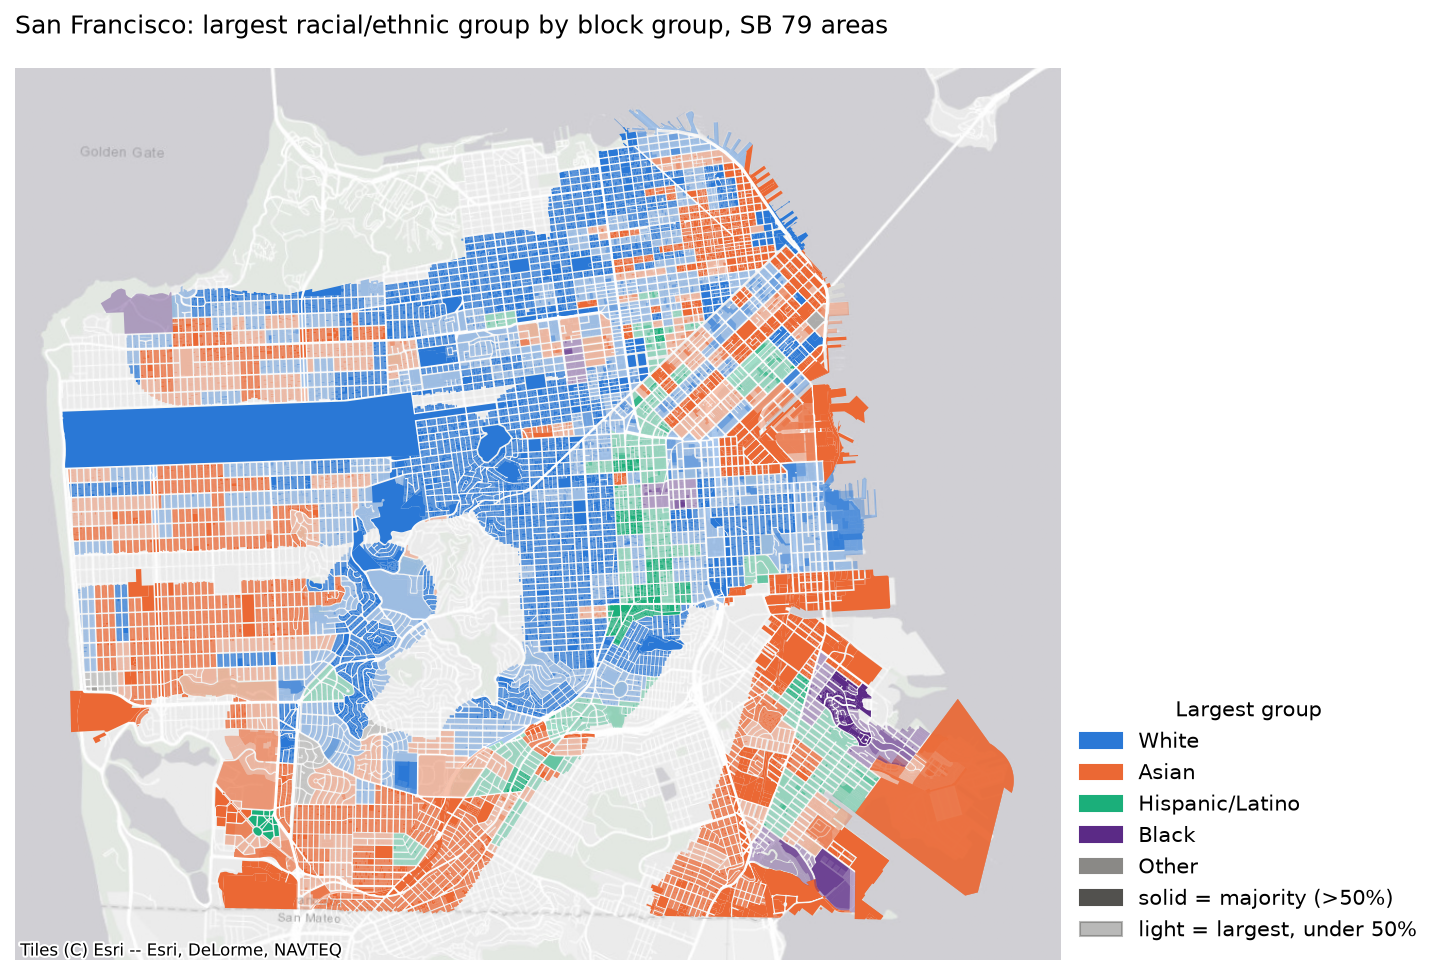 San Francisco: largest racial/ethnic group by block group, SB 79 areas
Golden Gate
Largest group
White
Asian
Hispanic/Latino
Black
Other
solid = majority (>50%)
light = largest, under 50%
San Mateo
Tiles (C) Esri -- Esri, DeLorme, NAVTEQ